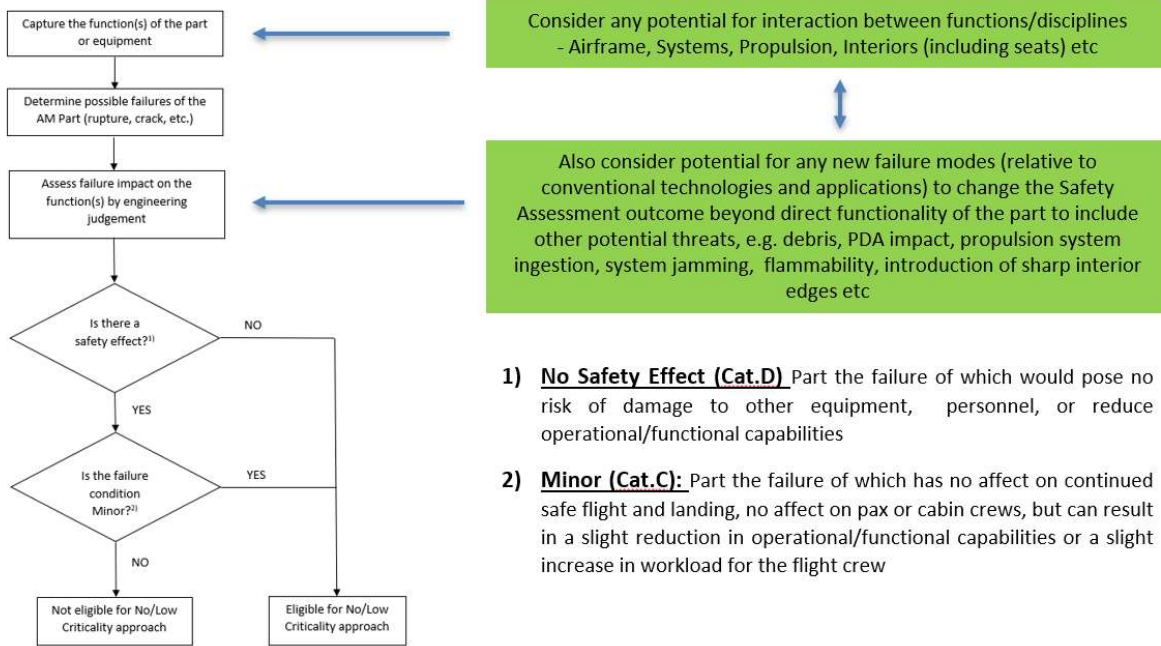 Capture the function(s) of the part
or equipment
Determine possible failures of the
AM Part (rupture, crack, etc.)
Assess failure impact on the
function(s) by engineering
judgement
Is there a
safety effect?1)
NO
YES
Is the failure
condition
Minor?2)
YES
NO
Not eligible for No/Low
Criticality approach
Eligible for No/Low
Criticality approach
Consider any potential for interaction between functions/disciplines
- Airframe, Systems, Propulsion, Interiors (including seats) etc
Also consider potential for any new failure modes (relative to
conventional technologies and applications) to change the Safety
Assessment outcome beyond direct functionality of the part to include
other potential threats, e.g. debris, PDA impact, propulsion system
ingestion, system jamming, flammability, introduction of sharp interior
edges etc
1) No Safety Effect (Cat.D) Part the failure of which would pose no
risk of damage to other equipment, personnel, or reduce
operational/functional capabilities
2) Minor (Cat.C): Part the failure of which has no affect on continued
safe flight and landing, no affect on pax or cabin crews, but can result
in a slight reduction in operational/functional capabilities or a slight
increase in workload for the flight crew